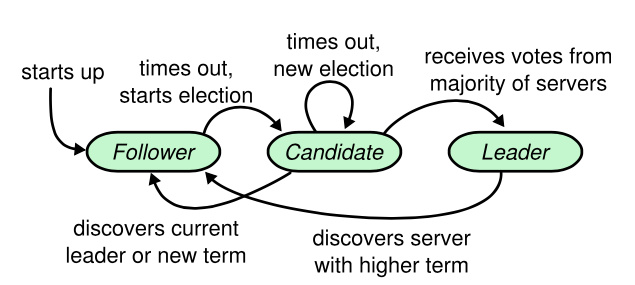 starts up
times out,
starts election
times out,
new election
receives votes from
majority of servers
Follower
Candidate
Leader
discovers current
leader or new term
discovers server
with higher term